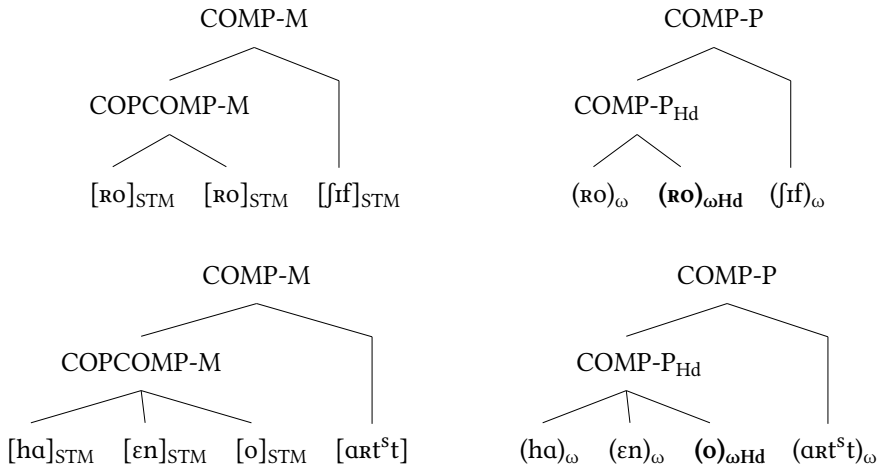 COMP-M COMP-P
COPCOMP-M COMP-P_Hd
[ʀo]_STM [ʀo]_STM [ʃɪf]_STM (ʀo)_ω (ʀo)_ωHd (ʃɪf)_ω
COMP-M COMP-P
COPCOMP-M COMP-P_Hd
[hɑ]_STM [ɛn]_STM [o]_STM [ɑʀtˢt] (hɑ)_ω (ɛn)_ω (o)_ωHd (ɑʀtˢt)_ω